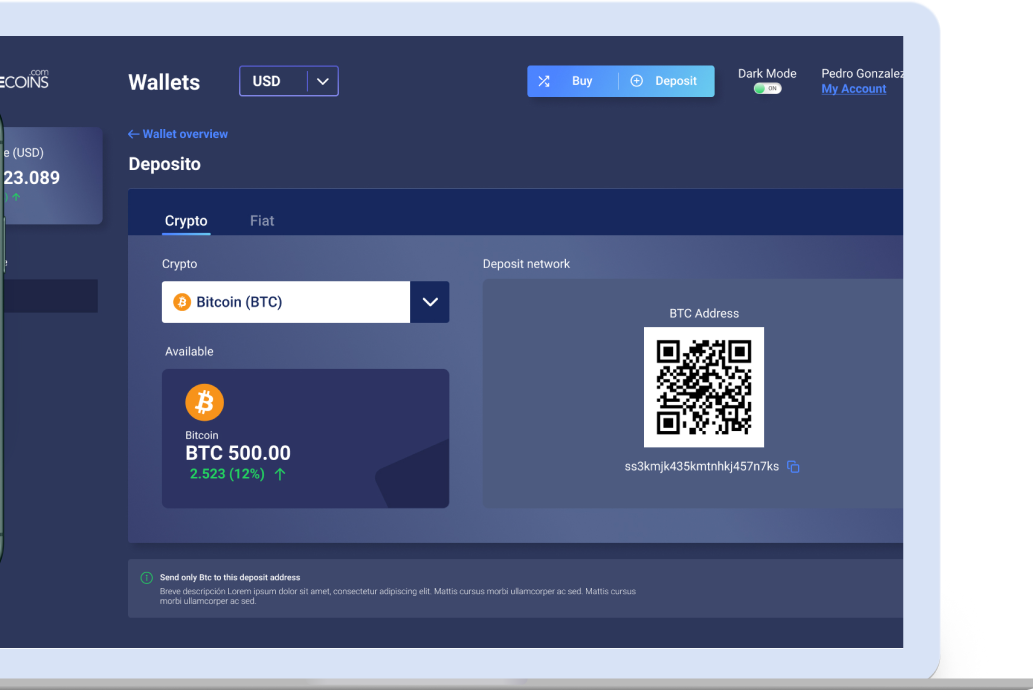 .com
ECOINS
Wallets
USD
Buy
Deposit
Dark Mode
ON
Pedro Gonzalez
My Account
Wallet overview
e (USD)
23.089
Deposito
Crypto
Fiat
Crypto
Deposit network
Bitcoin (BTC)
BTC Address
Available
Bitcoin
BTC 500.00
2.523 (12%)
ss3kmjk435kmtnhkj457n7ks
Send only Btc to this deposit address
Breve descripción Lorem ipsum dolor sit amet, consectetur adipiscing elit. Mattis cursus morbi ullamcorper ac sed. Mattis cursus
morbi ullamcorper ac sed.